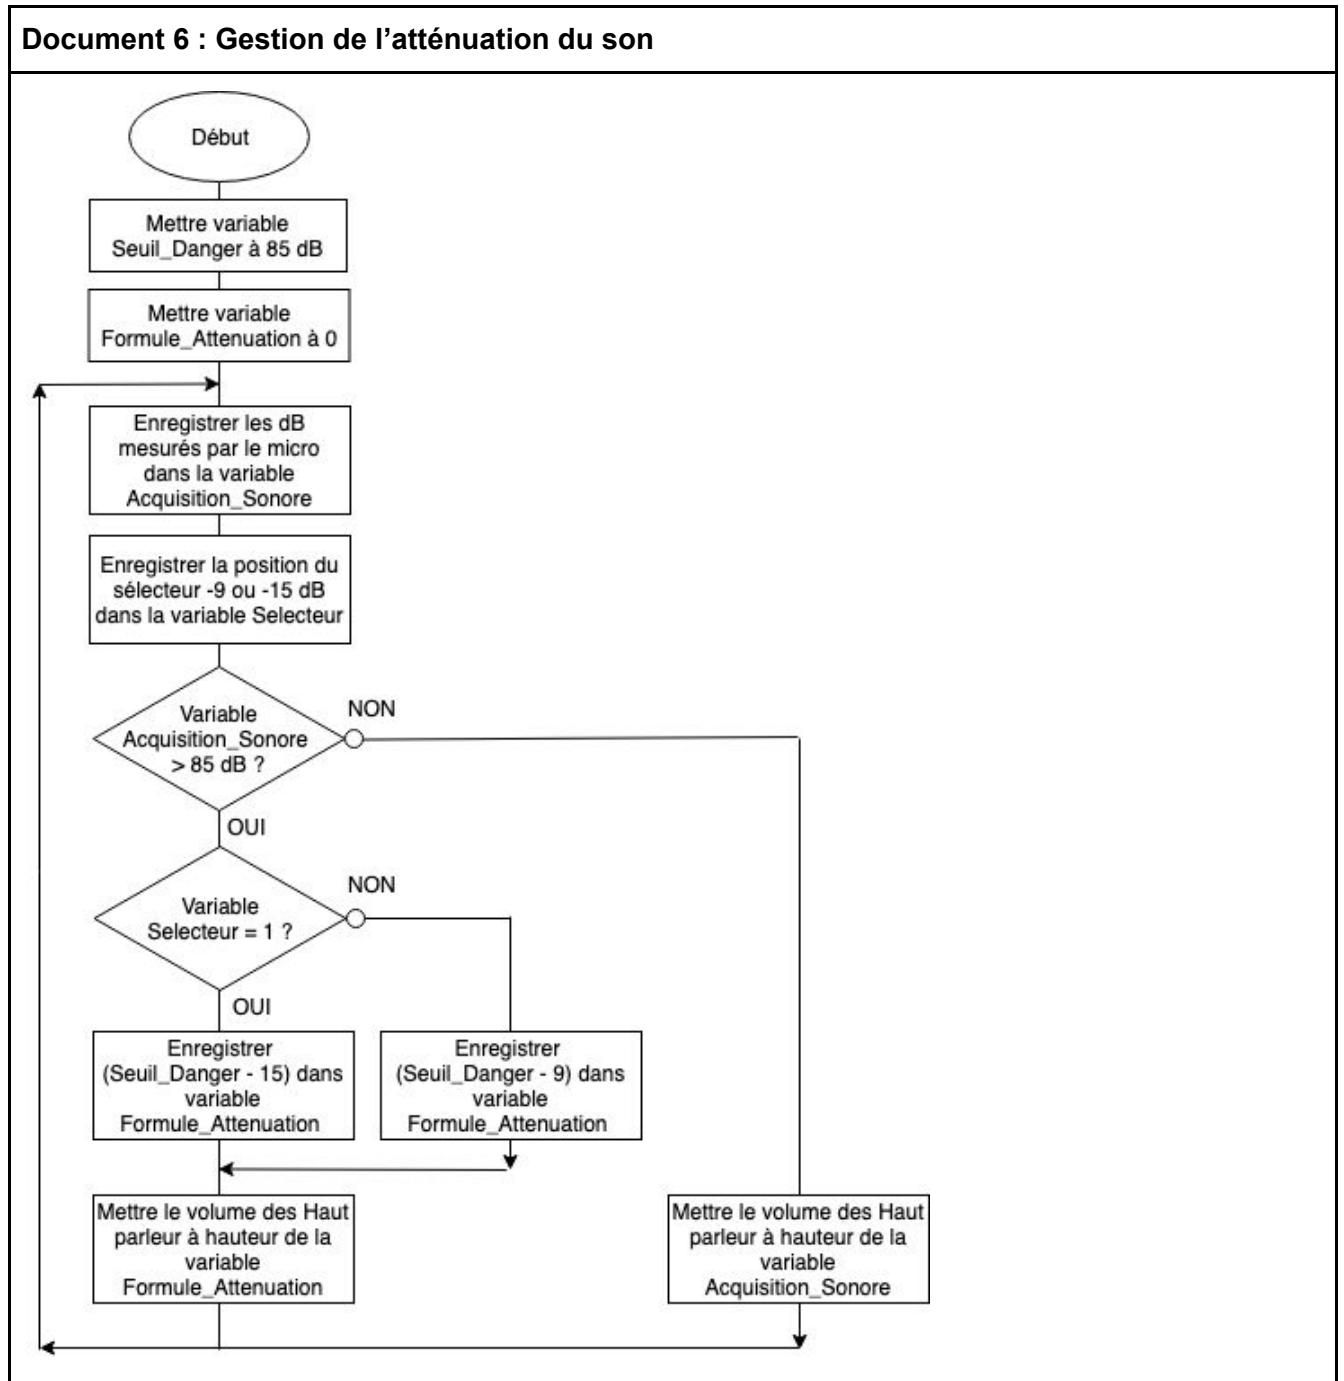 Document 6 : Gestion de l’atténuation du son
Début
Mettre variable
Seuil_Danger à 85 dB
Mettre variable
Formule_Attenuation à 0
Enregistrer les dB
mesurés par le micro
dans la variable
Acquisition_Sonore
Enregistrer la position du
sélecteur -9 ou -15 dB
dans la variable Selecteur
Variable
Acquisition_Sonore
> 85 dB ?
NON
OUI
Variable
Selecteur = 1 ?
NON
OUI
Enregistrer
(Seuil_Danger - 15) dans
variable
Formule_Attenuation
Enregistrer
(Seuil_Danger - 9) dans
variable
Formule_Attenuation
Mettre le volume des Haut
parleur à hauteur de la
variable
Formule_Attenuation
Mettre le volume des Haut
parleur à hauteur de la
variable
Acquisition_Sonore